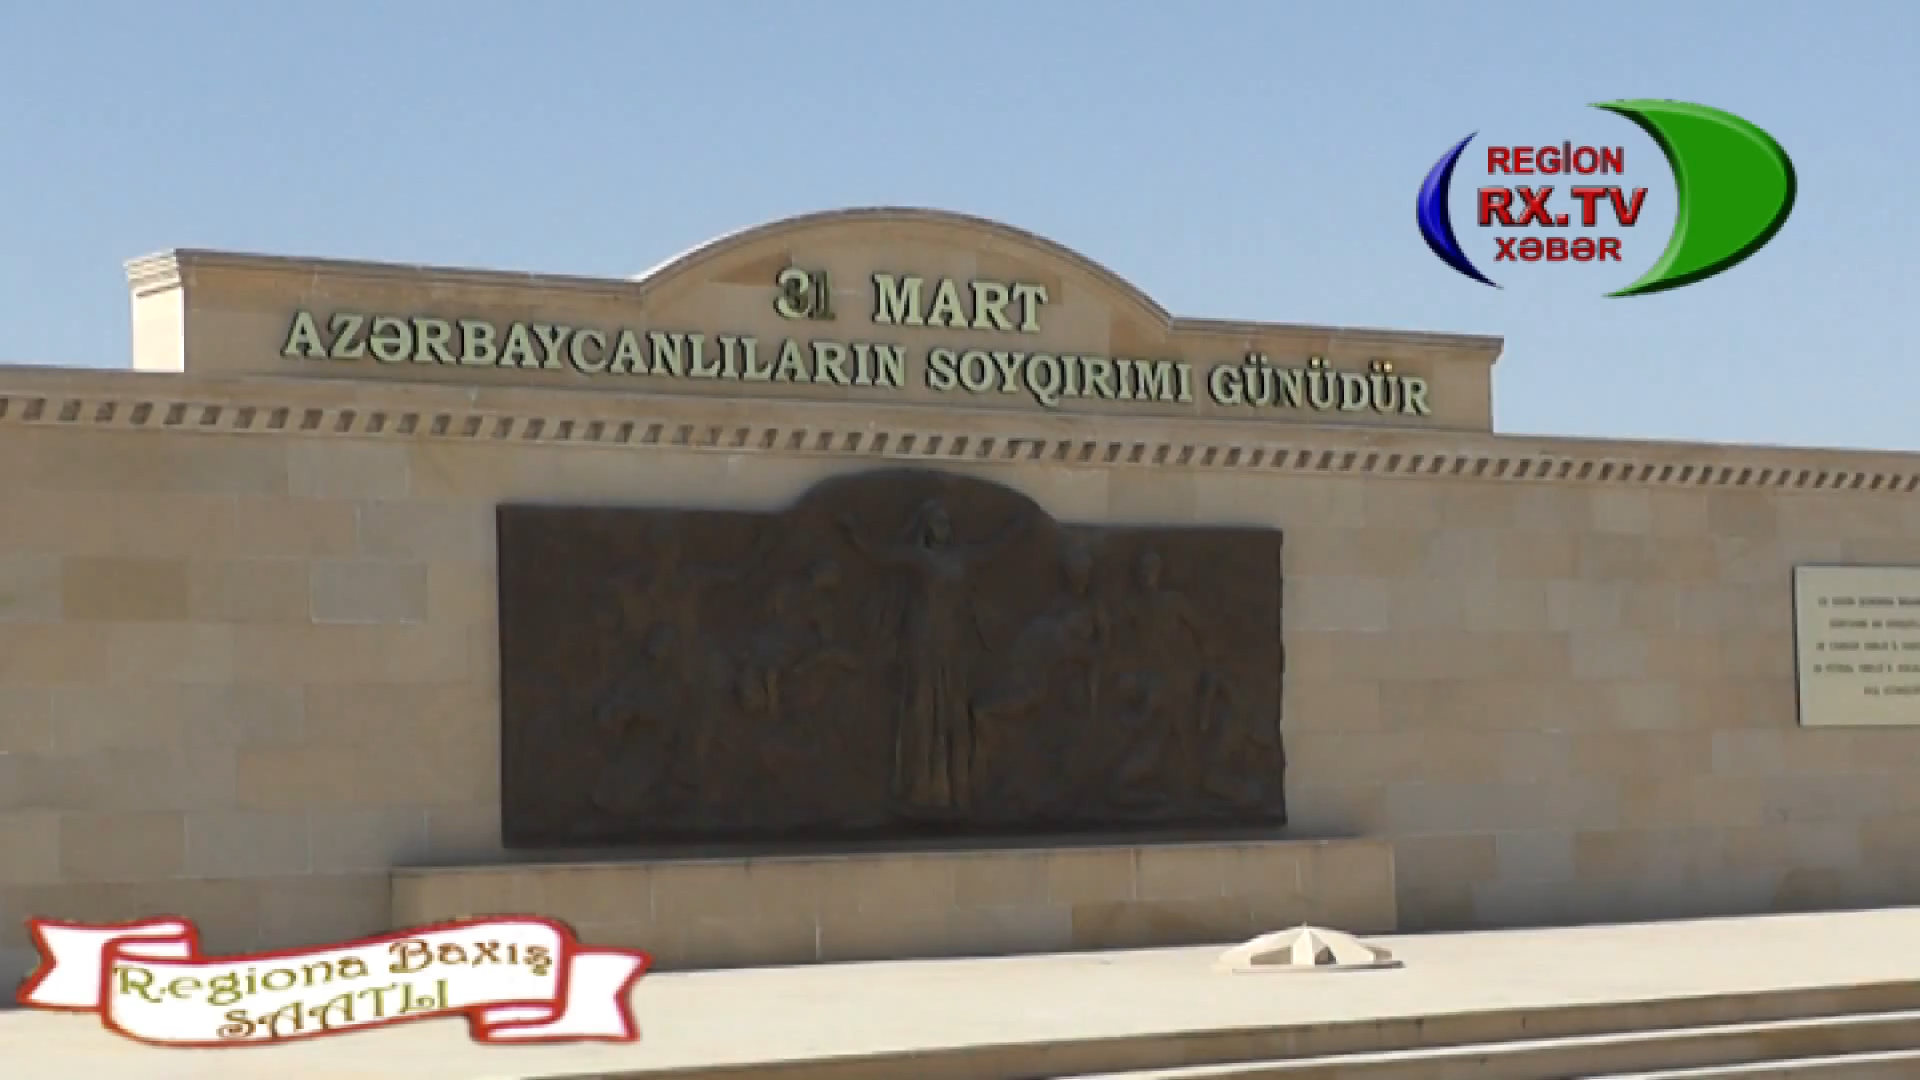 REGİON
RX.TV
XƏBƏR
31 MART
AZƏRBAYCANLILARIN SOYQIRIMI GÜNÜDÜR
Regiona Baxış
SAATLI